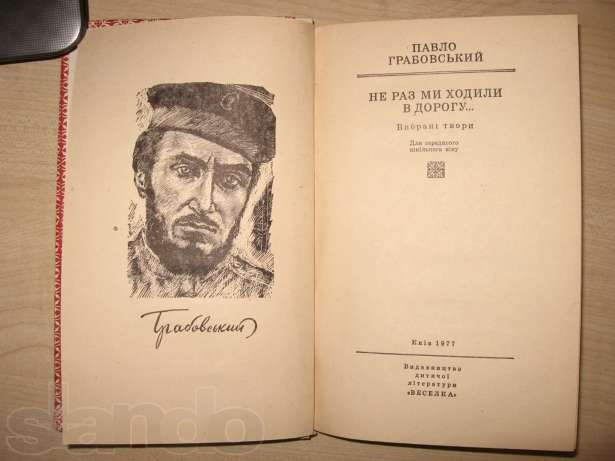 Грабовський
ПАВЛО
ГРАБОВСЬКИЙ
НЕ РАЗ МИ ХОДИЛИ
В ДОРОГУ...
Вибрані твори
Для середнього
шкільного віку
Київ 1977
Видавництво
дитячої
літератури
«ВЕСЕЛКА»
slando